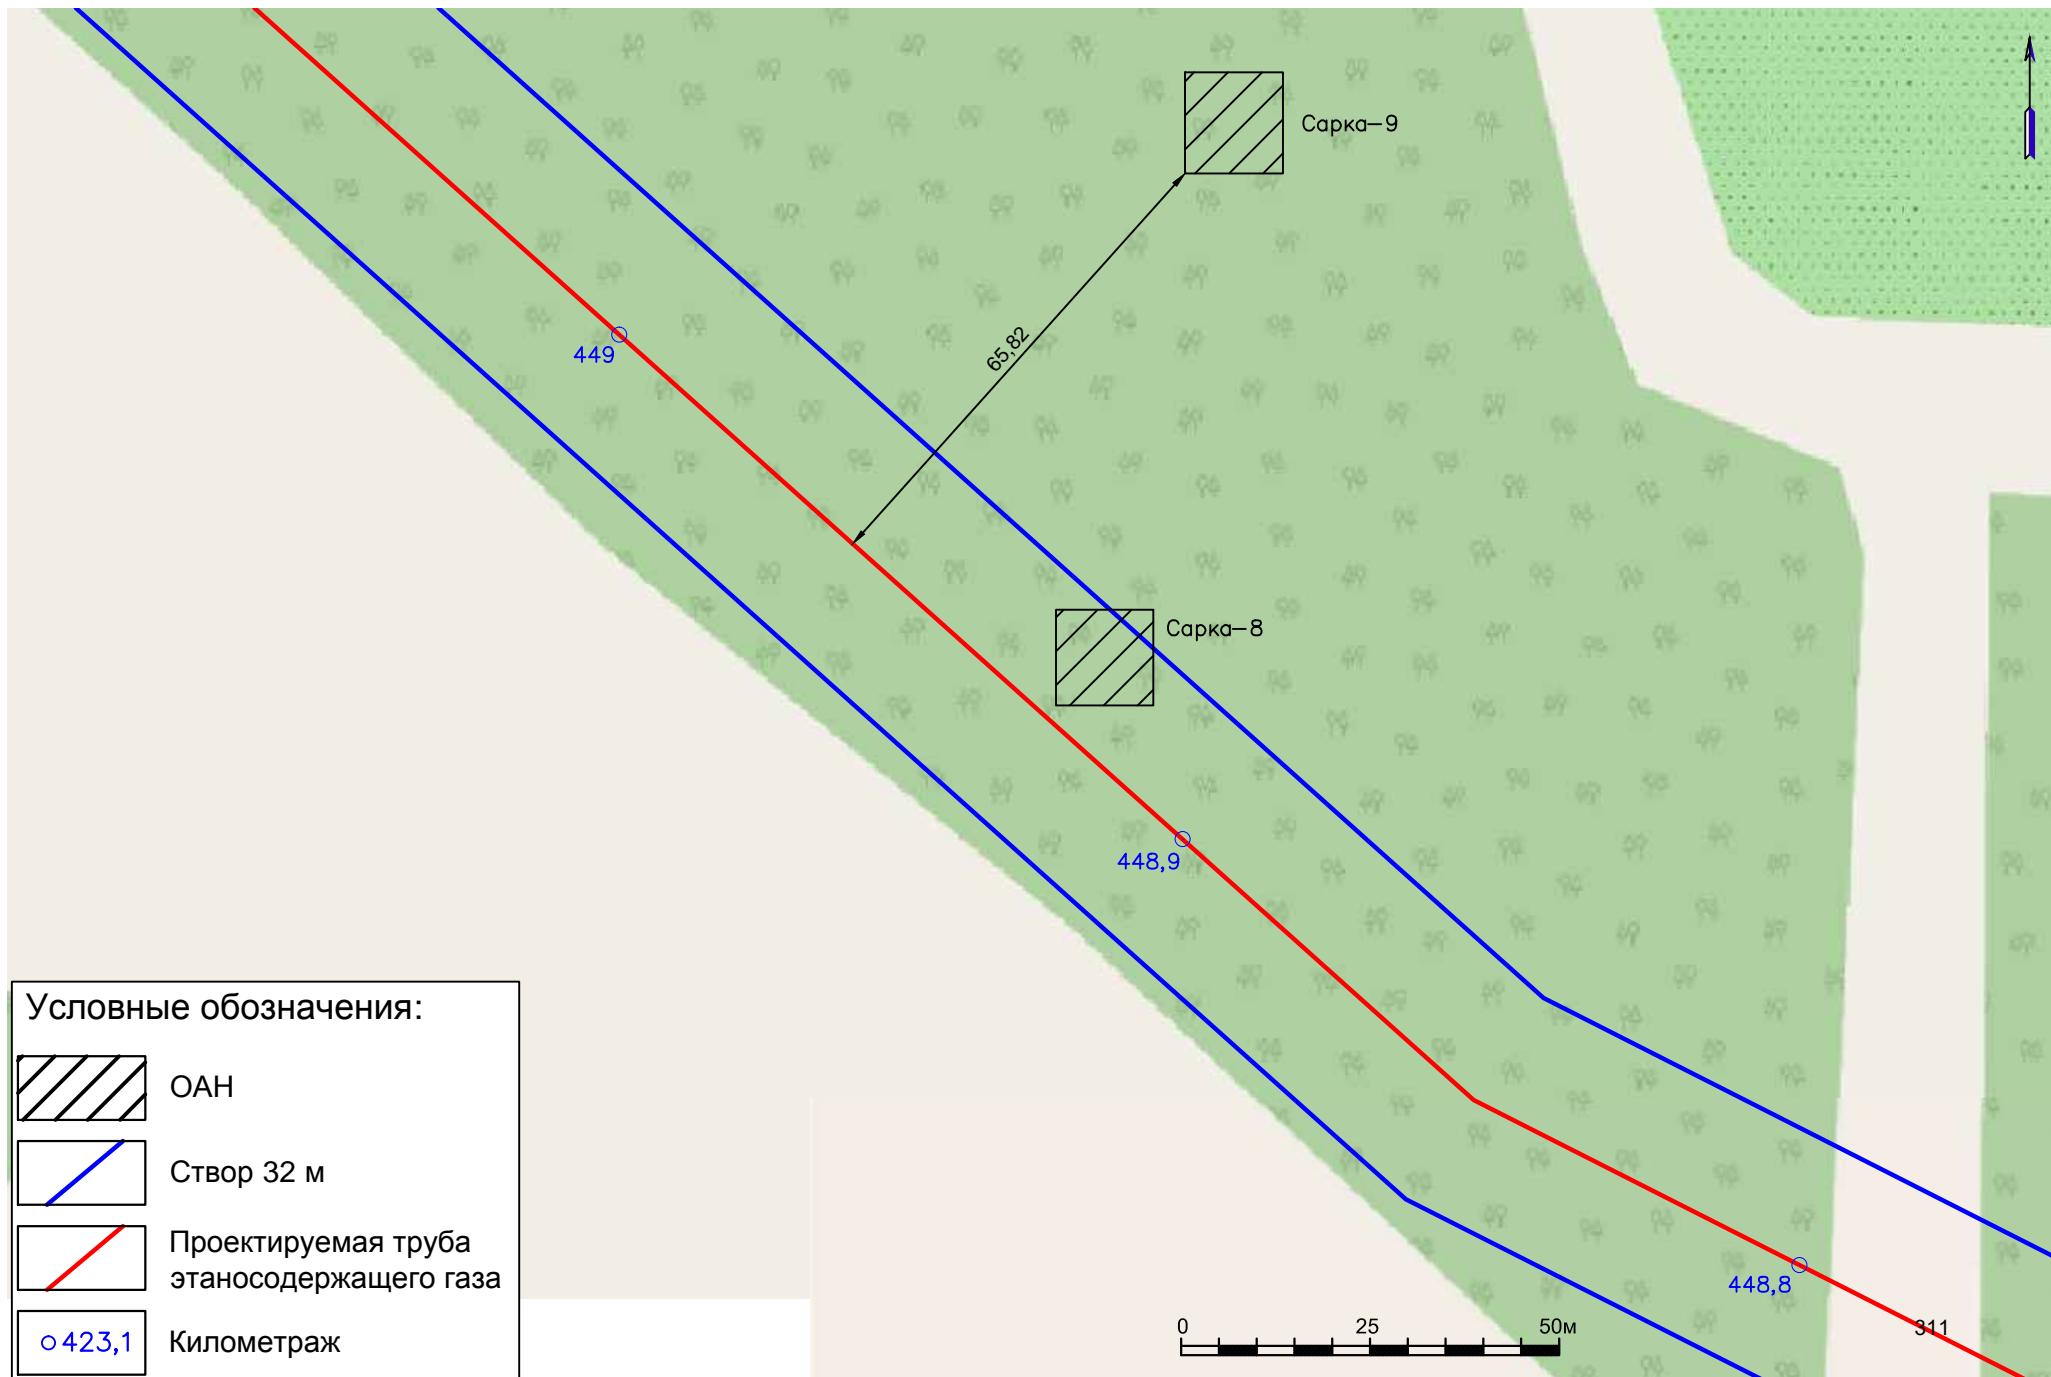 Сарка-9
65,82
449
Сарка-8
448,9
Условные обозначения:
ОАН
Створ 32 м
Проектируемая труба
этаносодержащего газа
423,1 Километраж
448,8
0 25 50м
311